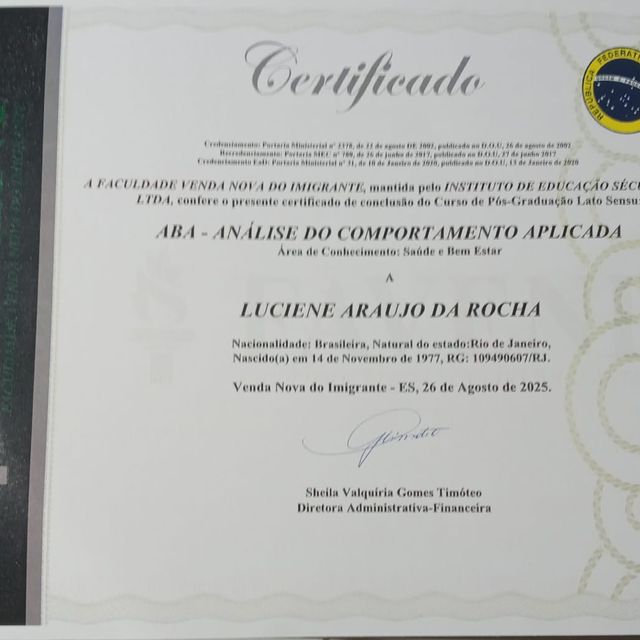 Certificado
REPÚBLICA FEDERATI
Credenciamento: Portaria Ministerial nº 2378, de 22 de agosto DE 2002, publicado no D.O.U, 26 de agosto de 2002
Recredenciamento: Portaria MEC nº 780, de 26 de junho de 2017, publicado no D.O.U, 27 de junho de 2017
Credenciamento EaD: Portaria Ministerial nº 31, de 10 de Janeiro de 2020, publicado no D.O.U, 13 de Janeiro de 2020
A FACULDADE VENDA NOVA DO IMIGRANTE, mantida pelo INSTITUTO DE EDUCAÇÃO SÉCU
LTDA, confere o presente certificado de conclusão do Curso de Pós-Graduação Lato Sensu
ABA - ANÁLISE DO COMPORTAMENTO APLICADA
Área de Conhecimento: Saúde e Bem Estar
A
LUCIENE ARAUJO DA ROCHA
Nacionalidade: Brasileira, Natural do estado:Rio de Janeiro,
Nascido(a) em 14 de Novembro de 1977, RG: 109490607/RJ.
Venda Nova do Imigrante - ES, 26 de Agosto de 2025.
Sheila Valquíria Gomes Timóteo
Diretora Administrativa-Financeira